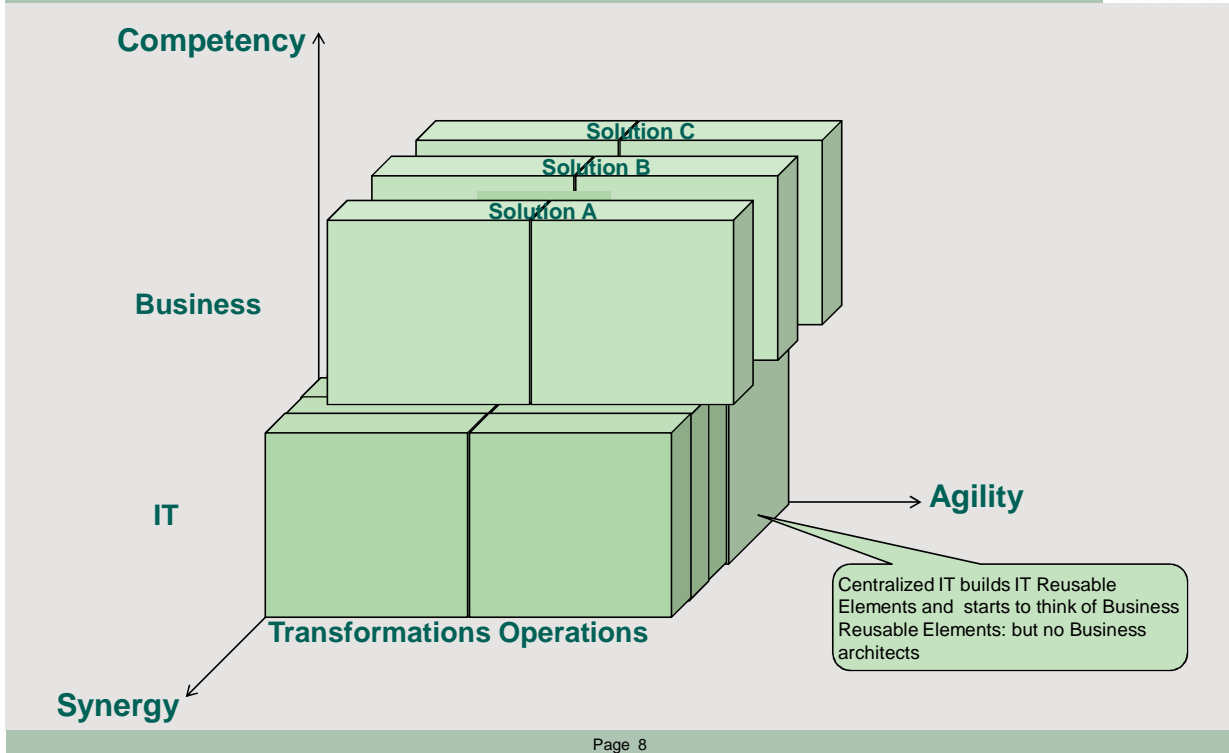 Competency
Solution C
Solution B
Solution A
Business
IT
Agility
Centralized IT builds IT Reusable
Elements and  starts to think of Business
Reusable Elements: but no Business
architects
Transformations Operations
Synergy
Page 8